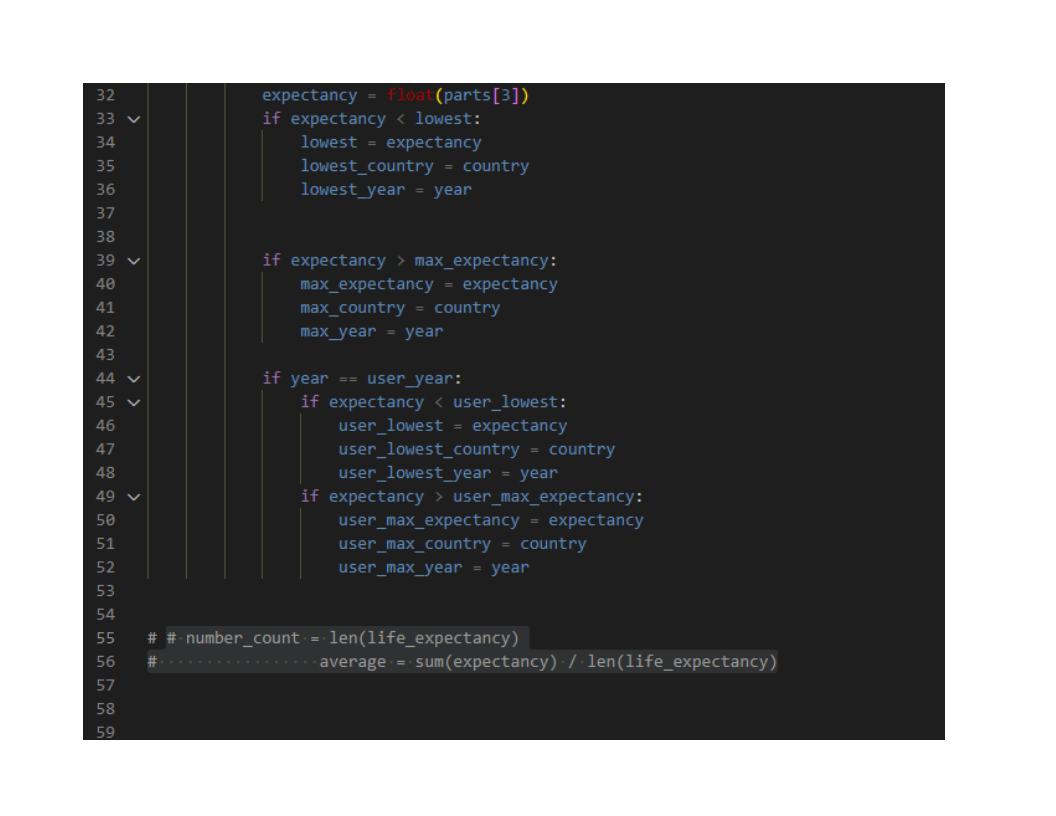 32 expectancy = float(parts[3])
33 if expectancy < lowest:
34 lowest = expectancy
35 lowest_country = country
36 lowest_year = year
37
38
39 if expectancy > max_expectancy:
40 max_expectancy = expectancy
41 max_country = country
42 max_year = year
43
44 if year == user_year:
45 if expectancy < user_lowest:
46 user_lowest = expectancy
47 user_lowest_country = country
48 user_lowest_year = year
49 if expectancy > user_max_expectancy:
50 user_max_expectancy = expectancy
51 user_max_country = country
52 user_max_year = year
53
54
55 # # number_count = len(life_expectancy)
56 # average = sum(expectancy) / len(life_expectancy)
57
58
59